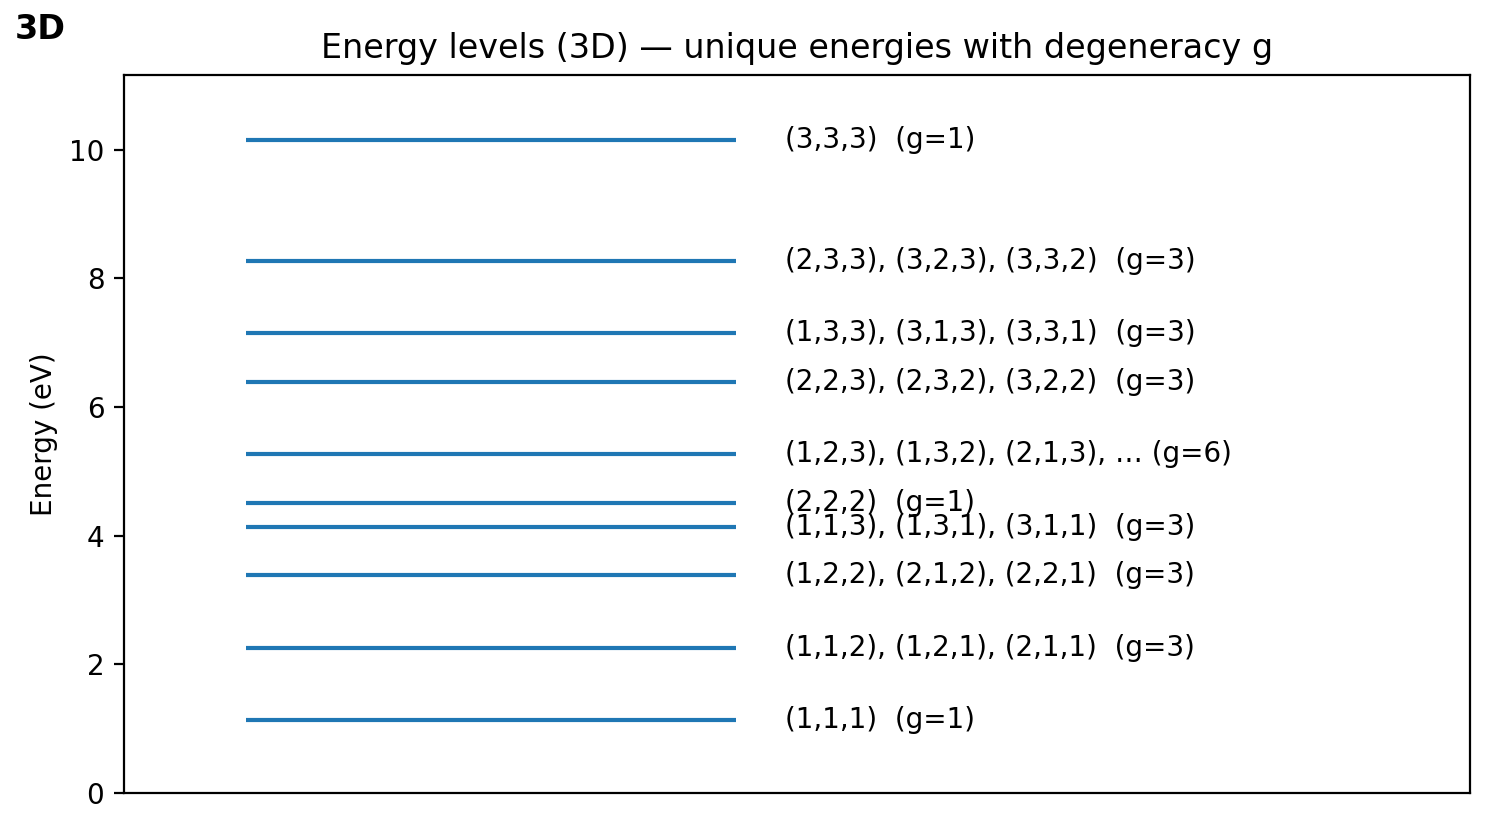 3D
Energy levels (3D) — unique energies with degeneracy g
Energy (eV)
10
8
6
4
2
0
(3,3,3)  (g=1)
(2,3,3), (3,2,3), (3,3,2)  (g=3)
(1,3,3), (3,1,3), (3,3,1)  (g=3)
(2,2,3), (2,3,2), (3,2,2)  (g=3)
(1,2,3), (1,3,2), (2,1,3), … (g=6)
(2,2,2)  (g=1)
(1,1,3), (1,3,1), (3,1,1)  (g=3)
(1,2,2), (2,1,2), (2,2,1)  (g=3)
(1,1,2), (1,2,1), (2,1,1)  (g=3)
(1,1,1)  (g=1)